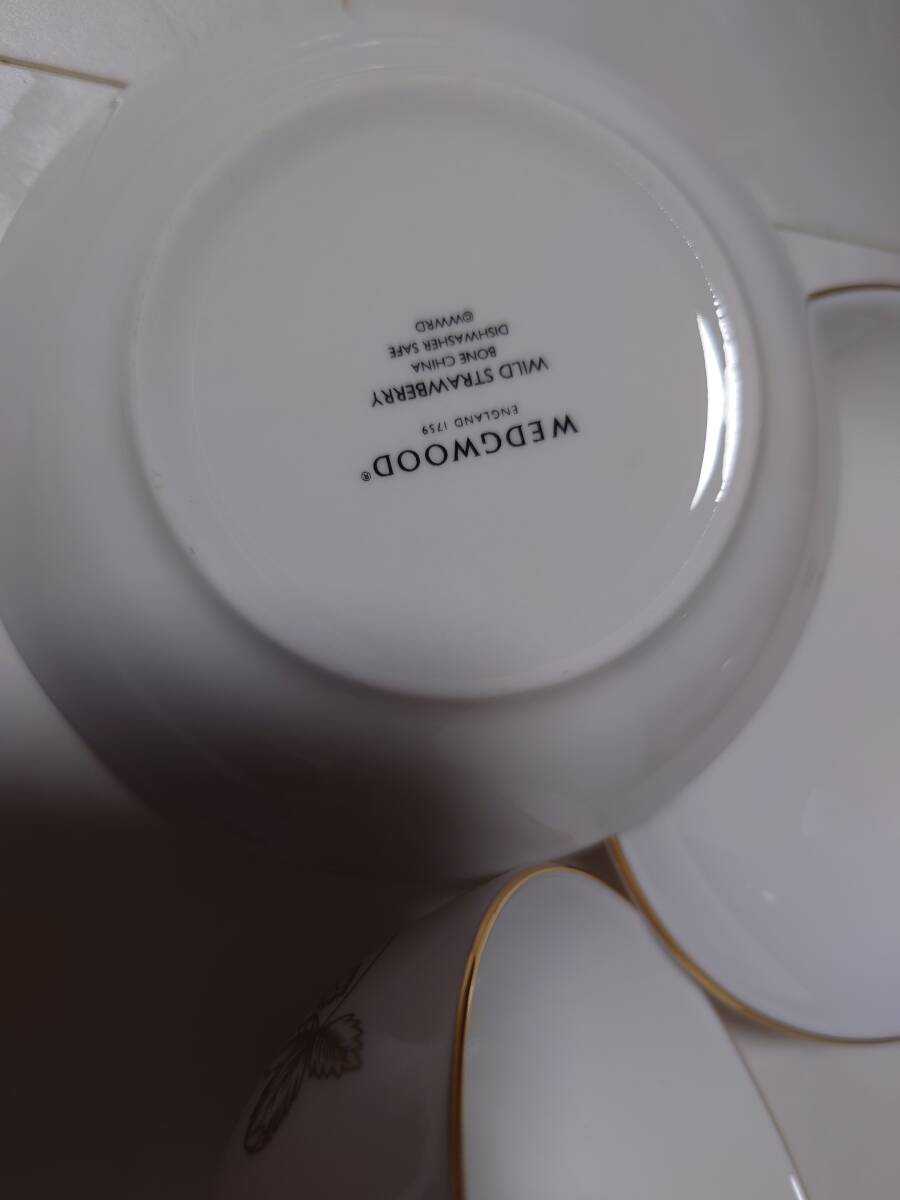 WEDGWOOD®
ENGLAND 1759
WILD STRAWBERRY
BONE CHINA
DISHWASHER SAFE
©WWRD